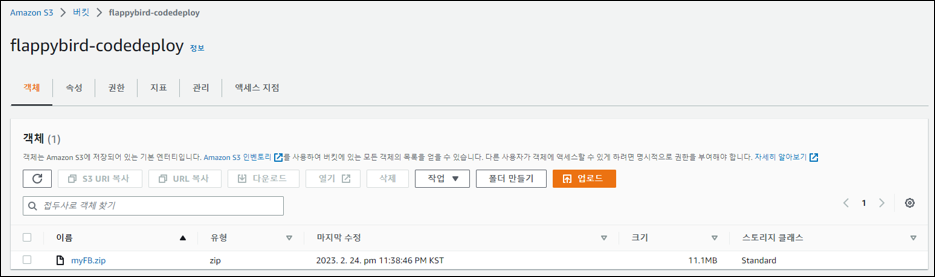 Amazon S3 > 버킷 > flappybird-codedeploy
flappybird-codedeploy 정보
객체 속성 권한 지표 관리 액세스 지점
객체 (1)
객체는 Amazon S3에 저장되어 있는 기본 엔터티입니다. Amazon S3 인벤토리를 사용하여 버킷에 있는 모든 객체의 목록을 얻을 수 있습니다. 다른 사용자가 객체에 액세스할 수 있게 하려면 명시적으로 권한을 부여해야 합니다. 자세히 알아보기
S3 URI 복사 URL 복사 다운로드 열기 삭제 작업 폴더 만들기 업로드
접두사로 객체 찾기
< 1 >
이름 유형 마지막 수정 크기 스토리지 클래스
myFB.zip zip 2023. 2. 24. pm 11:38:46 PM KST 11.1MB Standard